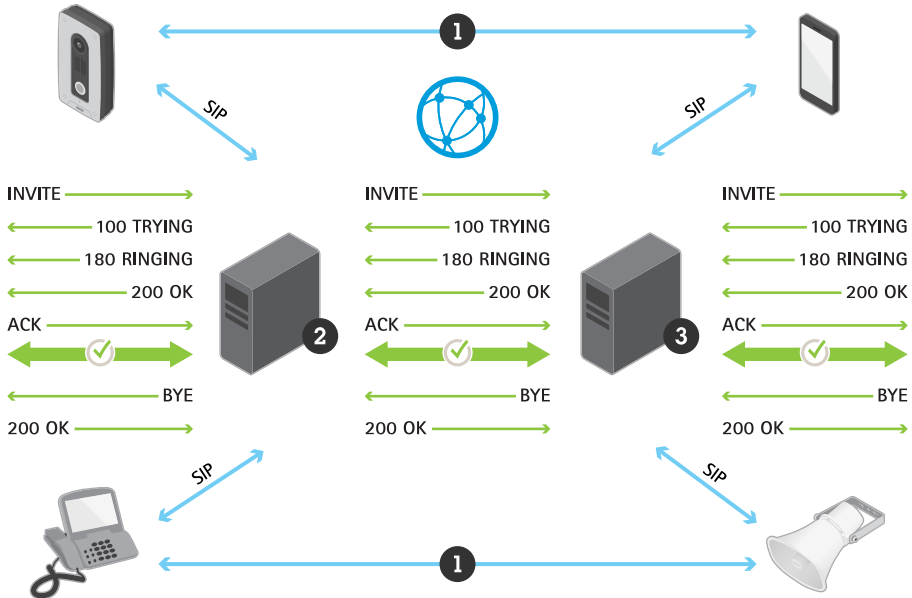 1
SIP
SIP
INVITE
100 TRYING
180 RINGING
200 OK
ACK
BYE
200 OK
2
INVITE
100 TRYING
180 RINGING
200 OK
ACK
BYE
200 OK
3
INVITE
100 TRYING
180 RINGING
200 OK
ACK
BYE
200 OK
SIP
SIP
1